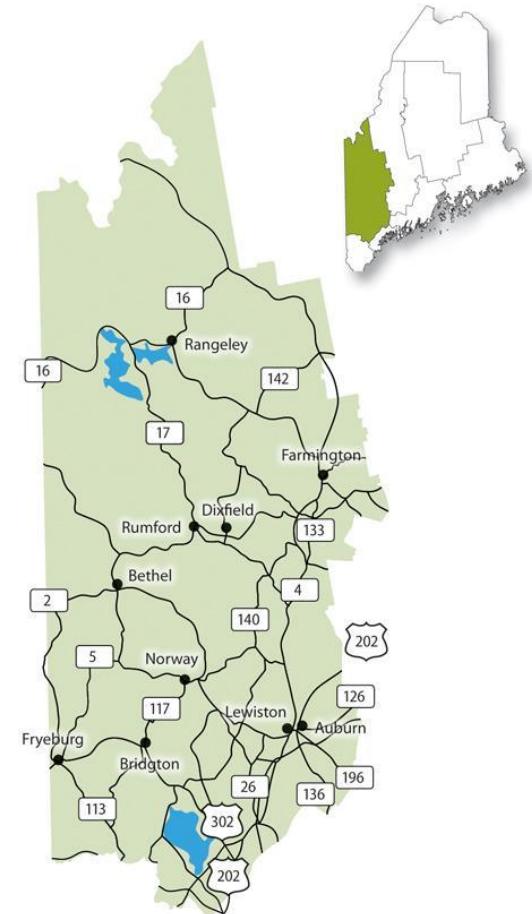 16
Rangeley
16
142
17
Farmington
Dixfield
Rumford
133
Bethel
4
2
140
202
5
Norway
126
117
Lewiston
Auburn
Fryeburg
Bridgton
196
26
136
113
302
202